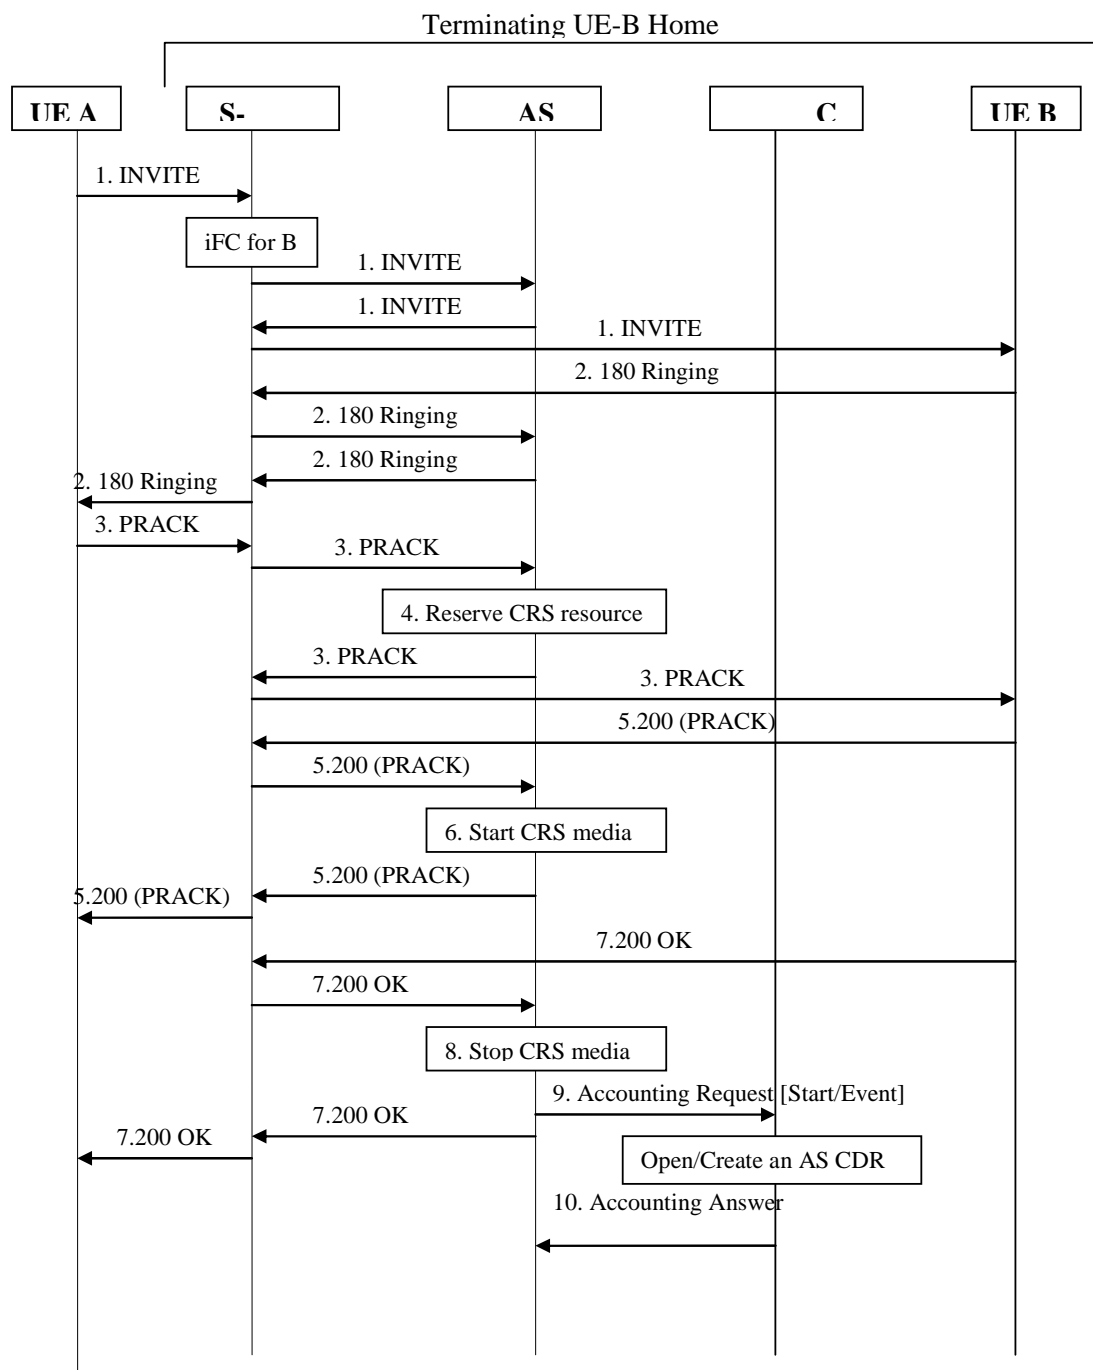 Terminating UE-B Home
UE A
S-
AS
C
UE B
1. INVITE
iFC for B
1. INVITE
1. INVITE
1. INVITE
2. 180 Ringing
2. 180 Ringing
2. 180 Ringing
2. 180 Ringing
3. PRACK
3. PRACK
4. Reserve CRS resource
3. PRACK
3. PRACK
5.200 (PRACK)
5.200 (PRACK)
6. Start CRS media
5.200 (PRACK)
5.200 (PRACK)
7.200 OK
7.200 OK
8. Stop CRS media
9. Accounting Request [Start/Event]
7.200 OK
7.200 OK
Open/Create an AS CDR
10. Accounting Answer